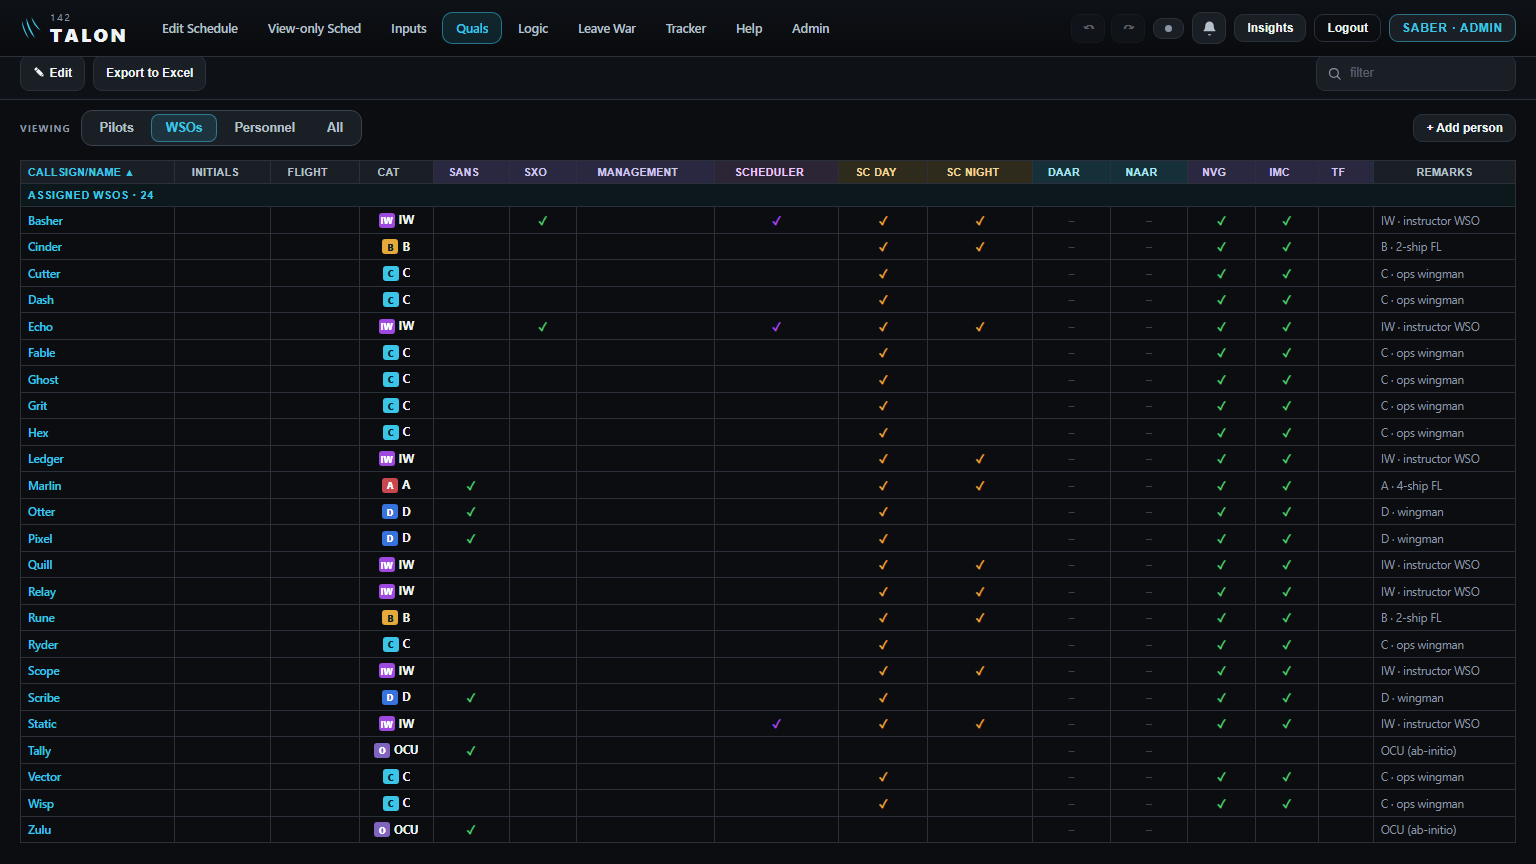 142
TALON
Edit Schedule View-only Sched Inputs Quals Logic Leave War Tracker Help Admin
Insights Logout SABER · ADMIN
Edit Export to Excel filter
VIEWING Pilots WSOs Personnel All + Add person
CALLSIGN/NAME ▲ INITIALS FLIGHT CAT SANS SXO MANAGEMENT SCHEDULER SC DAY SC NIGHT DAAR NAAR NVG IMC TF REMARKS
ASSIGNED WSOS · 24
Basher IW IW ✓ ✓ ✓ ✓ – – ✓ ✓ IW · instructor WSO
Cinder B B ✓ ✓ – – ✓ ✓ B · 2-ship FL
Cutter C C ✓ – – ✓ ✓ C · ops wingman
Dash C C ✓ – – ✓ ✓ C · ops wingman
Echo IW IW ✓ ✓ ✓ ✓ – – ✓ ✓ IW · instructor WSO
Fable C C ✓ – – ✓ ✓ C · ops wingman
Ghost C C ✓ – – ✓ ✓ C · ops wingman
Grit C C ✓ – – ✓ ✓ C · ops wingman
Hex C C ✓ – – ✓ ✓ C · ops wingman
Ledger IW IW ✓ ✓ – – ✓ ✓ IW · instructor WSO
Marlin A A ✓ ✓ ✓ – – ✓ ✓ A · 4-ship FL
Otter D D ✓ ✓ – – ✓ ✓ D · wingman
Pixel D D ✓ ✓ – – ✓ ✓ D · wingman
Quill IW IW ✓ ✓ – – ✓ ✓ IW · instructor WSO
Relay IW IW ✓ ✓ – – ✓ ✓ IW · instructor WSO
Rune B B ✓ ✓ – – ✓ ✓ B · 2-ship FL
Ryder C C ✓ – – ✓ ✓ C · ops wingman
Scope IW IW ✓ ✓ – – ✓ ✓ IW · instructor WSO
Scribe D D ✓ ✓ – – ✓ ✓ D · wingman
Static IW IW ✓ ✓ ✓ – – ✓ ✓ IW · instructor WSO
Tally O OCU ✓ – – OCU (ab-initio)
Vector C C ✓ – – ✓ ✓ C · ops wingman
Wisp C C ✓ – – ✓ ✓ C · ops wingman
Zulu O OCU ✓ – – OCU (ab-initio)